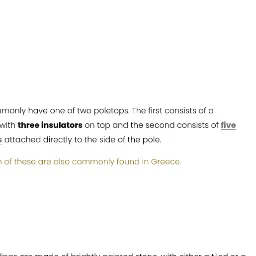 monly have one of two poletops. The first consists of a
with three insulators on top and the second consists of five
attached directly to the side of the pole.
of these are also commonly found in Greece.